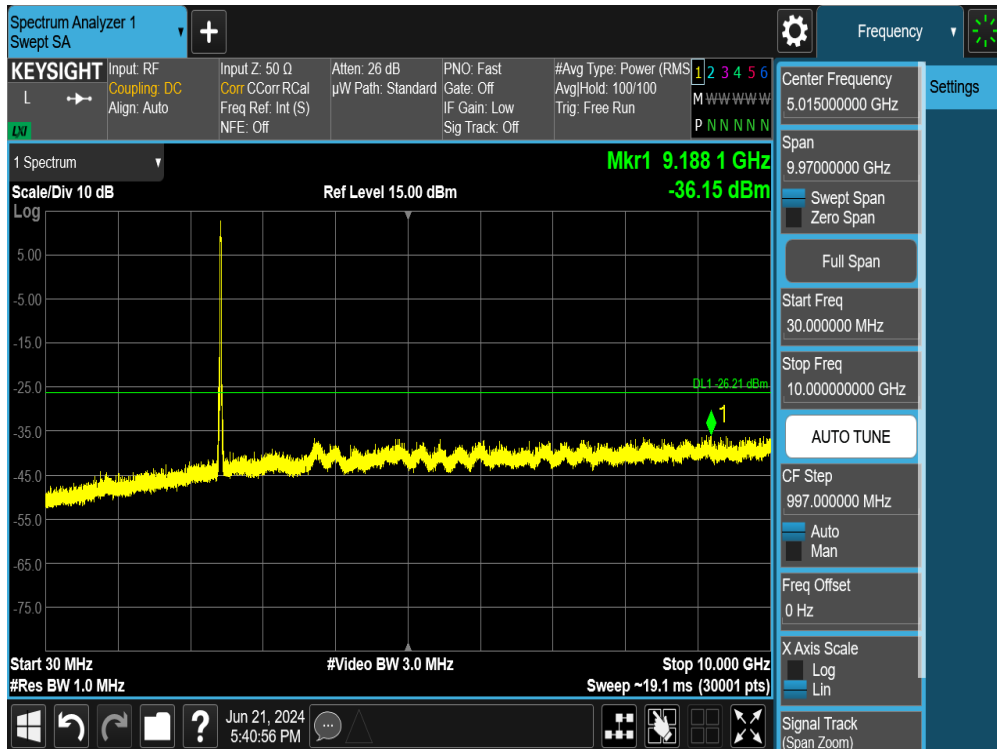 Spectrum Analyzer 1
Swept SA
+
Frequency
KEYSIGHT
L
LXI
Input: RF
Coupling: DC
Align: Auto
Input Z: 50 Ω
Corr CCorr RCal
Freq Ref: Int (S)
NFE: Off
Atten: 26 dB
µW Path: Standard
PNO: Fast
Gate: Off
IF Gain: Low
Sig Track: Off
#Avg Type: Power (RMS
Avg|Hold: 100/100
Trig: Free Run
1 2 3 4 5 6
M W W W W W W
P N N N N N
1 Spectrum
Scale/Div 10 dB
Log
Ref Level 15.00 dBm
Mkr1 9.188 1 GHz
-36.15 dBm
5.00
-5.00
-15.0
-25.0
-35.0
-45.0
-55.0
-65.0
-75.0
DL1 -26.21 dBm
1
Start 30 MHz
#Video BW 3.0 MHz
Stop 10.000 GHz
#Res BW 1.0 MHz
Sweep ~19.1 ms (30001 pts)
Center Frequency
5.015000000 GHz
Span
9.97000000 GHz
Swept Span
Zero Span
Full Span
Start Freq
30.000000 MHz
Stop Freq
10.000000000 GHz
AUTO TUNE
CF Step
997.000000 MHz
Auto
Man
Freq Offset
0 Hz
X Axis Scale
Log
Lin
Signal Track
(Span Zoom)
Settings
?
Jun 21, 2024
5:40:56 PM